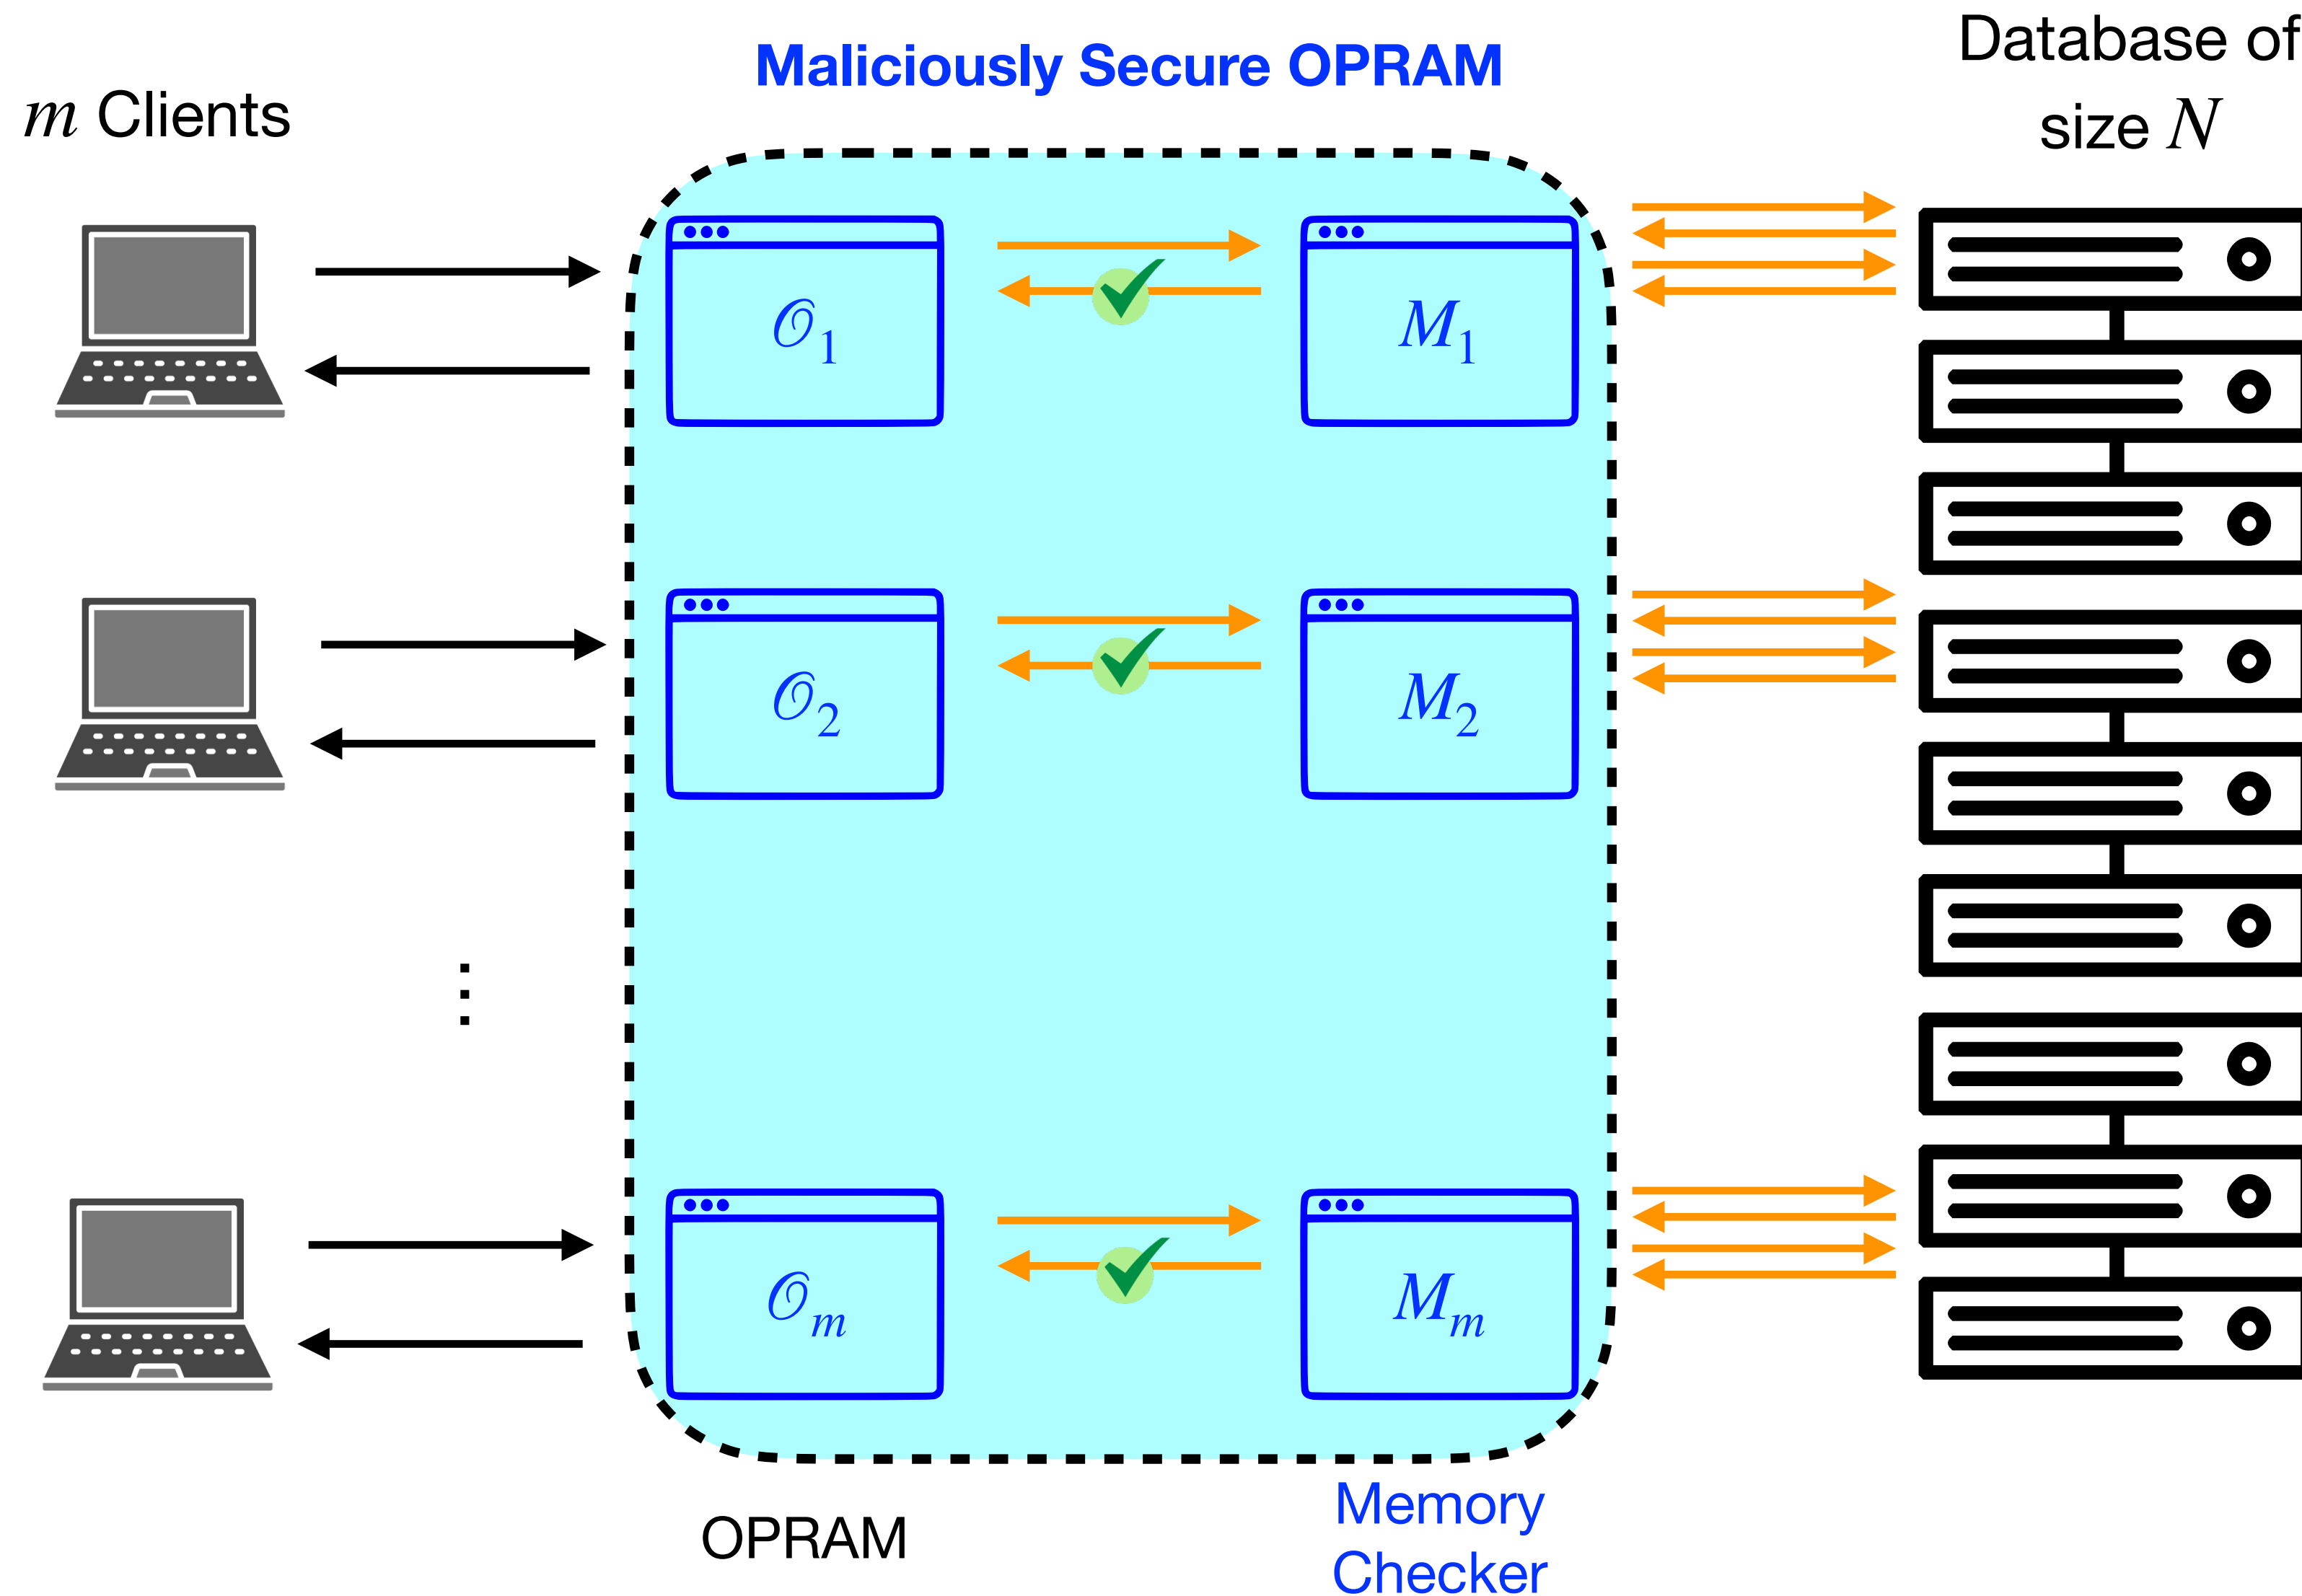 Maliciously Secure OPRAM
Database of
size N
m Clients
𝒪1
M1
𝒪2
M2
⋮
𝒪m
Mm
OPRAM
Memory
Checker